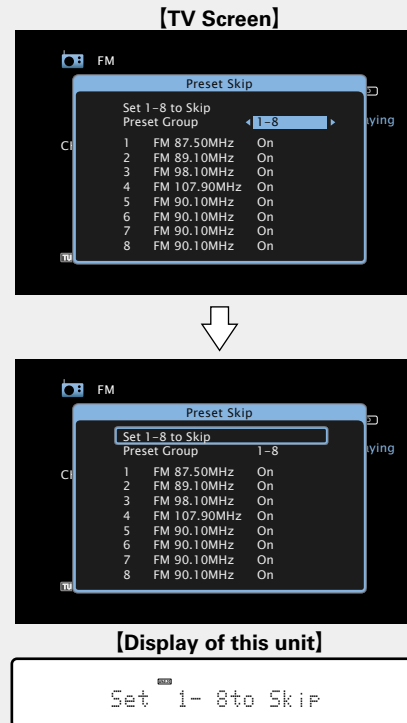 【TV Screen】
FM
Preset Skip
Set 1-8 to Skip
Preset Group 1-8
ying
CH
1 FM 87.50MHz On
2 FM 89.10MHz On
3 FM 98.10MHz On
4 FM 107.90MHz On
5 FM 90.10MHz On
6 FM 90.10MHz On
7 FM 90.10MHz On
8 FM 90.10MHz On
TU
FM
Preset Skip
Set 1-8 to Skip
Preset Group 1-8
ying
CH
1 FM 87.50MHz On
2 FM 89.10MHz On
3 FM 98.10MHz On
4 FM 107.90MHz On
5 FM 90.10MHz On
6 FM 90.10MHz On
7 FM 90.10MHz On
8 FM 90.10MHz On
TU
【Display of this unit】
Set 1- 8to Skip